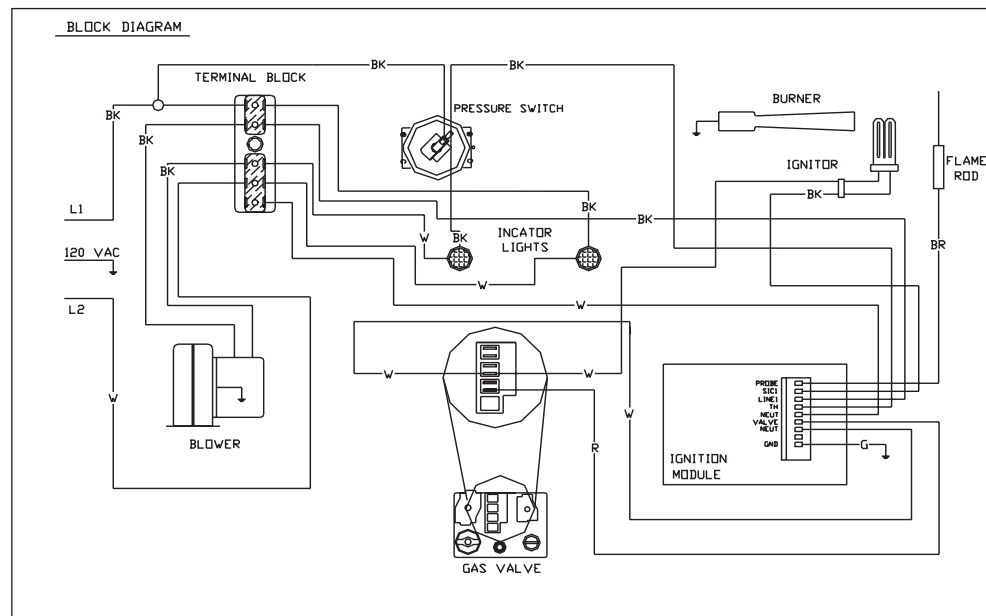 BLOCK DIAGRAM
BK
BK
TERMINAL BLOCK
PRESSURE SWITCH
BURNER
BK
BK
BK
IGNITOR
FLAME
ROD
BK
L1
BK
BK
INCATOR
LIGHTS
W
BK
BR
120 VAC
W
W
L2
W
W
W
W
PROBE
SIC1
LINE1
TH
NEUT
VALVE
NEUT
GND
G
BLOWER
R
IGNITION
MODULE
GAS VALVE